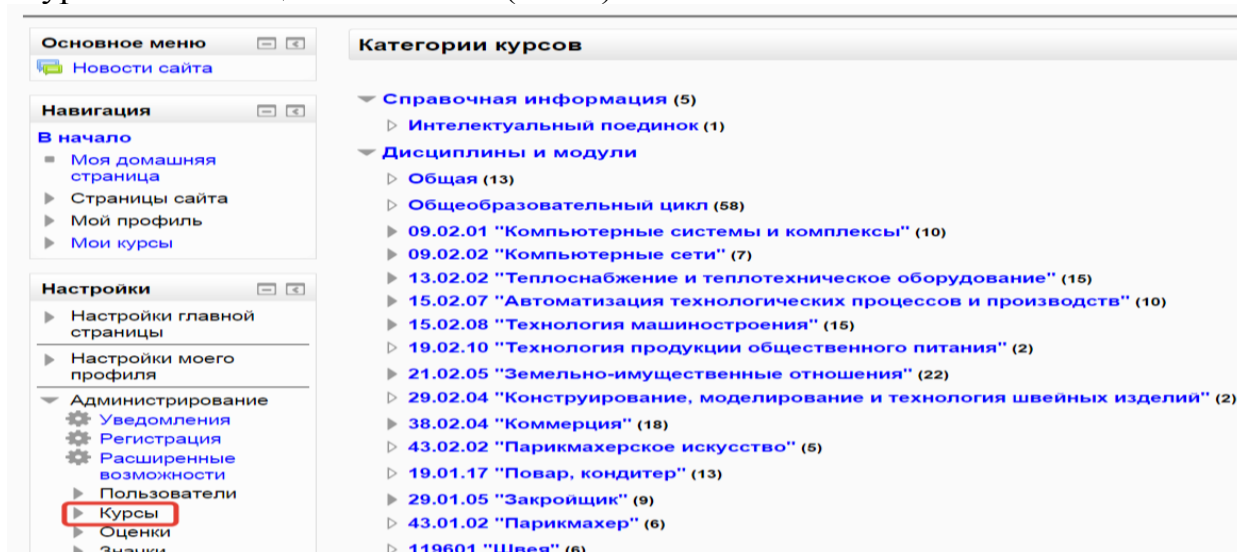 Основное меню
Новости сайта
Навигация
В начало
Моя домашняя
страница
Страницы сайта
Мой профиль
Мои курсы
Настройки
Настройки главной
страницы
Настройки моего
профиля
Администрирование
Уведомления
Регистрация
Расширенные
возможности
Пользователи
Курсы
Оценки
Значки
Категории курсов
Справочная информация (5)
Интелектуальный поединок (1)
Дисциплины и модули
Общая (13)
Общеобразовательный цикл (58)
09.02.01 "Компьютерные системы и комплексы" (10)
09.02.02 "Компьютерные сети" (7)
13.02.02 "Теплоснабжение и теплотехническое оборудование" (15)
15.02.07 "Автоматизация технологических процессов и производств" (10)
15.02.08 "Технология машиностроения" (15)
19.02.10 "Технология продукции общественного питания" (2)
21.02.05 "Земельно-имущественные отношения" (22)
29.02.04 "Конструирование, моделирование и технология швейных изделий" (2)
38.02.04 "Коммерция" (18)
43.02.02 "Парикмахерское искусство" (5)
19.01.17 "Повар, кондитер" (13)
29.01.05 "Закройщик" (9)
43.01.02 "Парикмахер" (6)
119601 "Швея" (6)